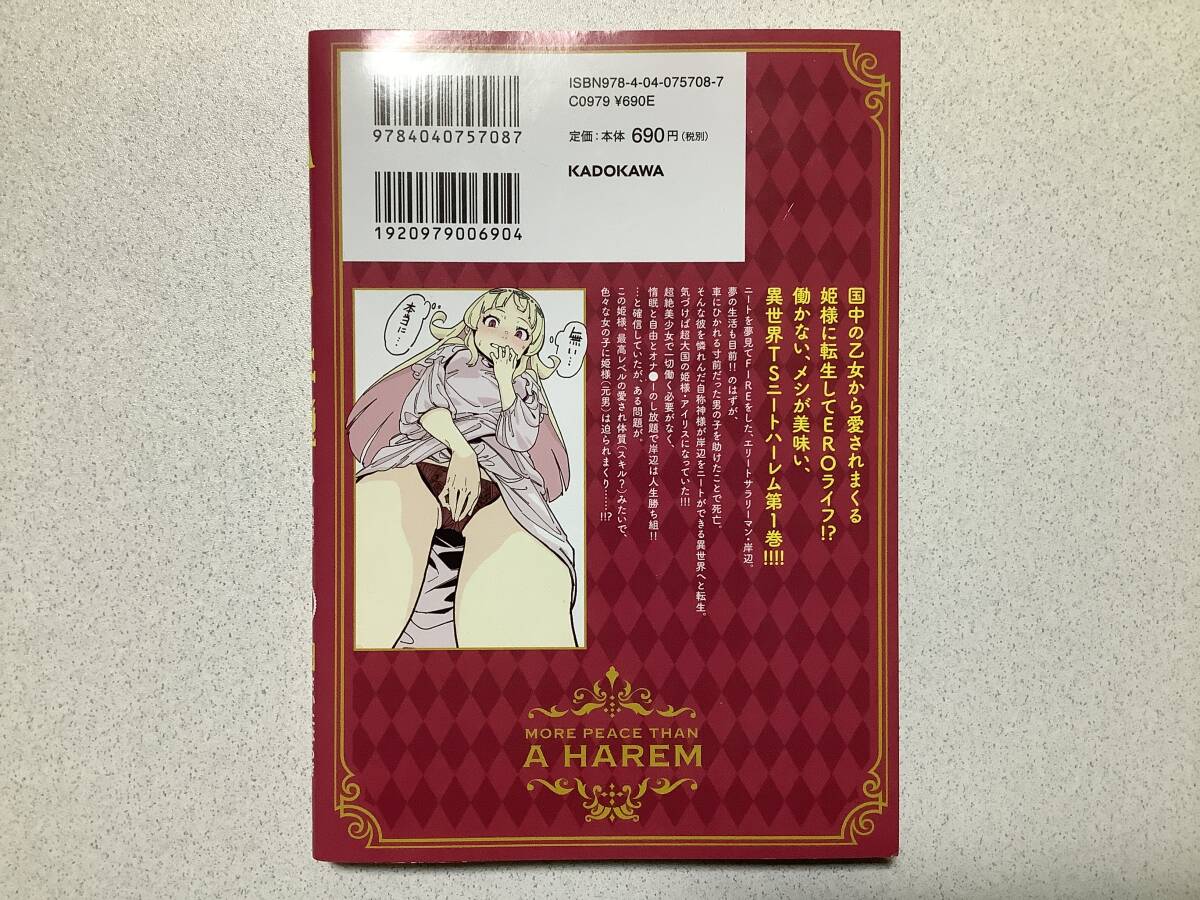 ISBN978-4-04-075708-7
C0979 ¥690E
定価:本体690円(税別)
KADOKAWA
9784040757087
1920979006904
国中の乙女から愛されまくる
姫様に転生してEROライフ!?
働かない、メシが美味い、
異世界TSニートハーレム第1巻!!!!
ニートを夢見てFIREをした、エリートサラリーマン・岸辺。
夢の生活も目前!!のはずが、
車にひかれる寸前だった男の子を助けたことで死亡。
そんな彼を憐れんだ自称神様が岸辺をニートができる異世界へと転生。
気づけば超大国の姫様・アイリスになっていた!!!
超絶美少女で一切働く必要がなく、
惰眠と自由とオナ●ーのし放題で岸辺は人生勝ち組!!
…と確信していたが、ある問題が。
この姫様、最高レベルの愛され体質(スキル?)みたいで、
色々な女の子に姫様(元男)は迫られまくり……!!?
無い…
本当に…
MORE PEACE THAN
A HAREM